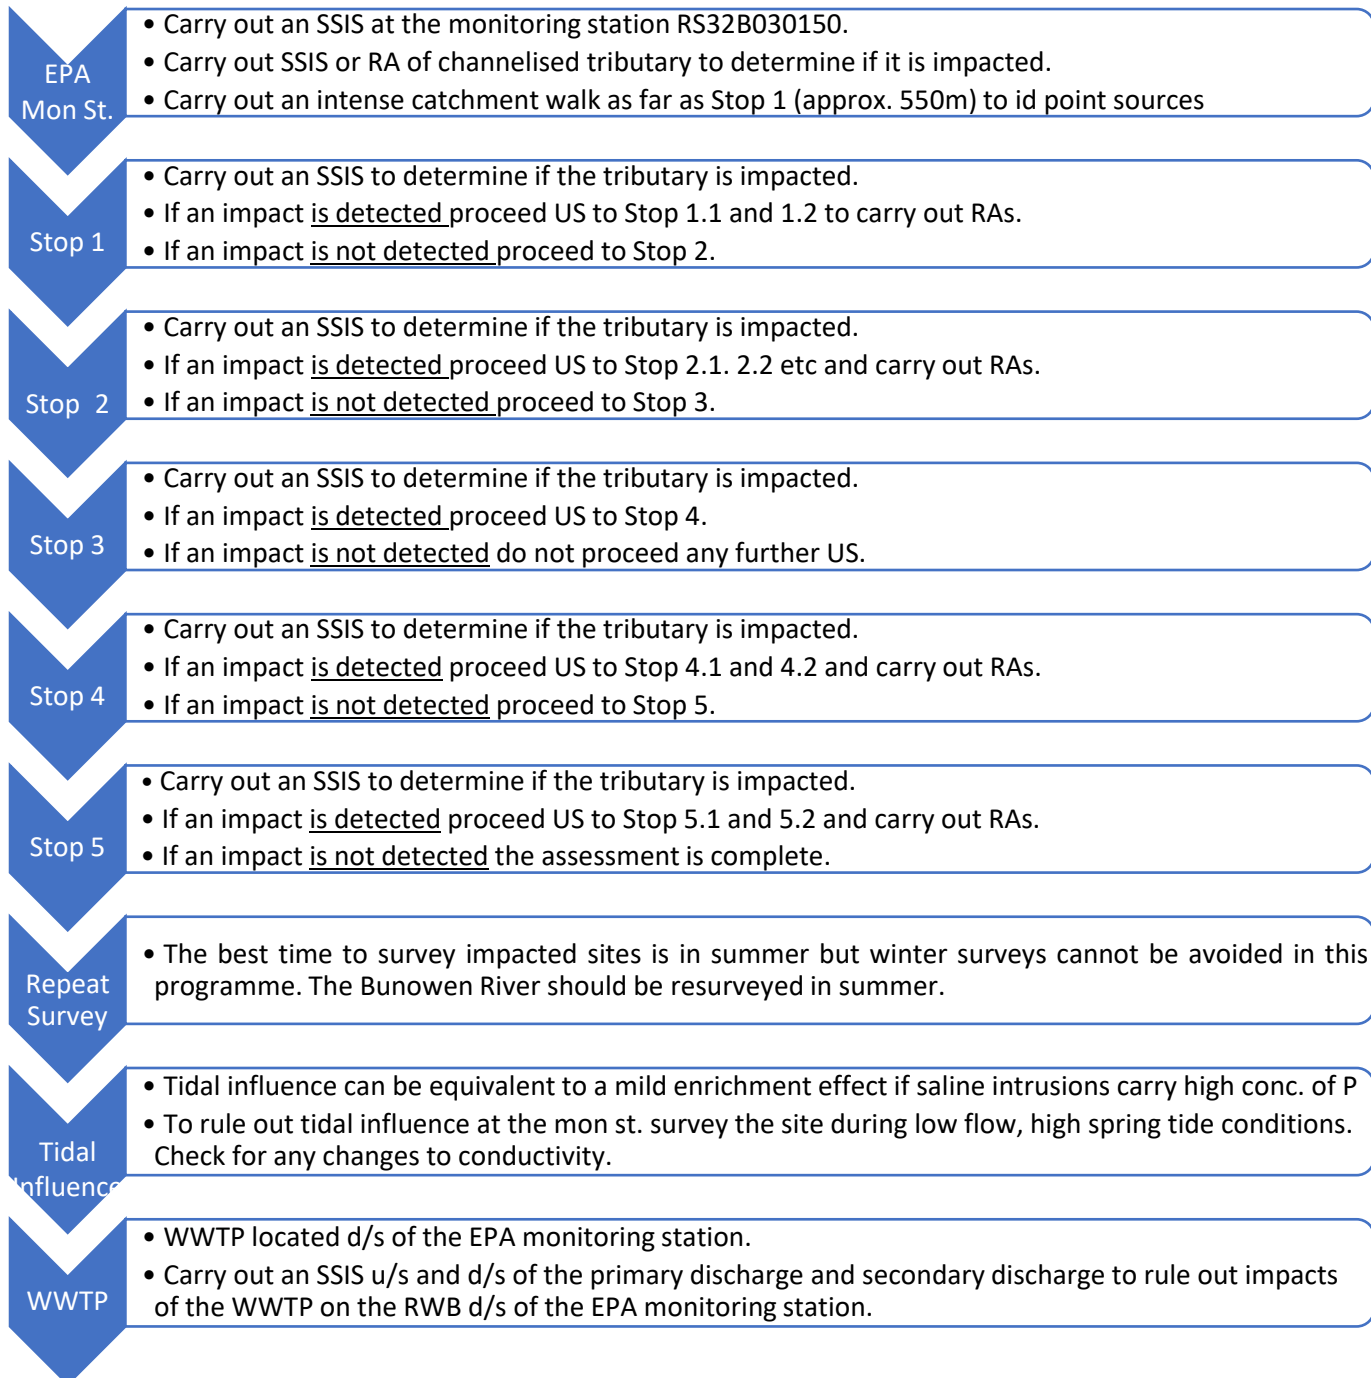 EPA
Mon St.
• Carry out an SSIS at the monitoring station RS32B030150.
• Carry out SSIS or RA of channelised tributary to determine if it is impacted.
• Carry out an intense catchment walk as far as Stop 1 (approx. 550m) to id point sources
Stop 1
• Carry out an SSIS to determine if the tributary is impacted.
• If an impact is detected proceed US to Stop 1.1 and 1.2 to carry out RAs.
• If an impact is not detected proceed to Stop 2.
Stop 2
• Carry out an SSIS to determine if the tributary is impacted.
• If an impact is detected proceed US to Stop 2.1. 2.2 etc and carry out RAs.
• If an impact is not detected proceed to Stop 3.
Stop 3
• Carry out an SSIS to determine if the tributary is impacted.
• If an impact is detected proceed US to Stop 4.
• If an impact is not detected do not proceed any further US.
Stop 4
• Carry out an SSIS to determine if the tributary is impacted.
• If an impact is detected proceed US to Stop 4.1 and 4.2 and carry out RAs.
• If an impact is not detected proceed to Stop 5.
Stop 5
• Carry out an SSIS to determine if the tributary is impacted.
• If an impact is detected proceed US to Stop 5.1 and 5.2 and carry out RAs.
• If an impact is not detected the assessment is complete.
Repeat
Survey
• The best time to survey impacted sites is in summer but winter surveys cannot be avoided in this
programme. The Bunowen River should be resurveyed in summer.
Tidal
Influence
• Tidal influence can be equivalent to a mild enrichment effect if saline intrusions carry high conc. of P
• To rule out tidal influence at the mon st. survey the site during low flow, high spring tide conditions.
Check for any changes to conductivity.
WWTP
• WWTP located d/s of the EPA monitoring station.
• Carry out an SSIS u/s and d/s of the primary discharge and secondary discharge to rule out impacts
of the WWTP on the RWB d/s of the EPA monitoring station.